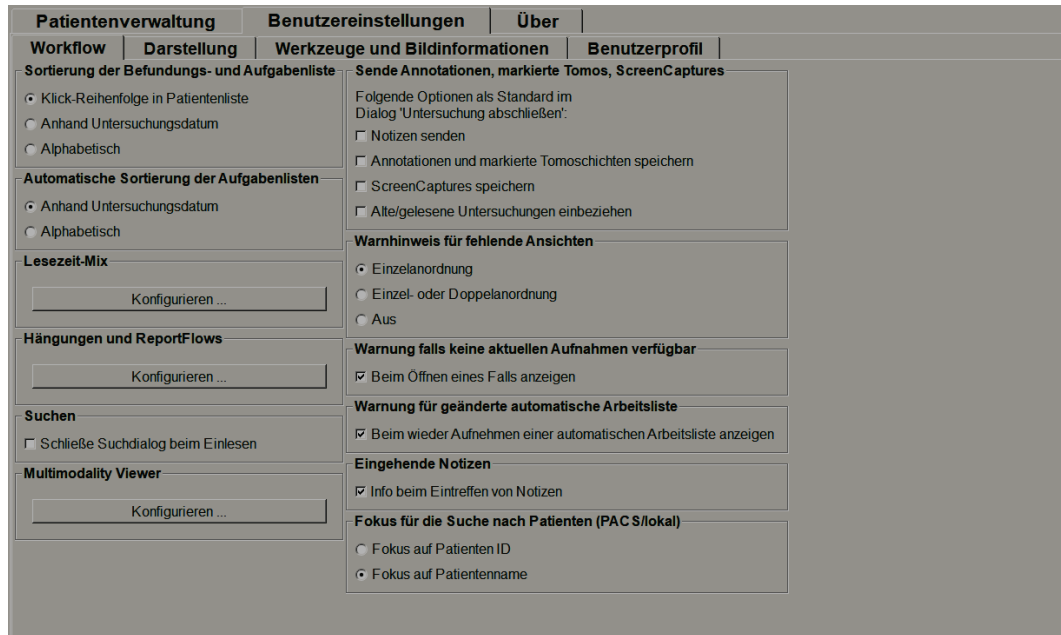 Patientenverwaltung
Benutzereinstellungen
Über
Workflow
Darstellung
Werkzeuge und Bildinformationen
Benutzerprofil
Sortierung der Befundungs- und Aufgabenliste
Klick-Reihenfolge in Patientenliste
Anhand Untersuchungsdatum
Alphabetisch
Automatische Sortierung der Aufgabenlisten
Anhand Untersuchungsdatum
Alphabetisch
Lesezeit-Mix
Konfigurieren ...
Hängungen und ReportFlows
Konfigurieren ...
Suchen
Schließe Suchdialog beim Einlesen
Multimodality Viewer
Konfigurieren ...
Sende Annotationen, markierte Tomos, ScreenCaptures
Folgende Optionen als Standard im
Dialog 'Untersuchung abschließen':
Notizen senden
Annotationen und markierte Tomoschichten speichern
ScreenCaptures speichern
Alte/gelesene Untersuchungen einbeziehen
Warnhinweis für fehlende Ansichten
Einzelanordnung
Einzel- oder Doppelanordnung
Aus
Warnung falls keine aktuellen Aufnahmen verfügbar
Beim Öffnen eines Falls anzeigen
Warnung für geänderte automatische Arbeitsliste
Beim wieder Aufnehmen einer automatischen Arbeitsliste anzeigen
Eingehende Notizen
Info beim Eintreffen von Notizen
Fokus für die Suche nach Patienten (PACS/lokal)
Fokus auf Patienten ID
Fokus auf Patientenname